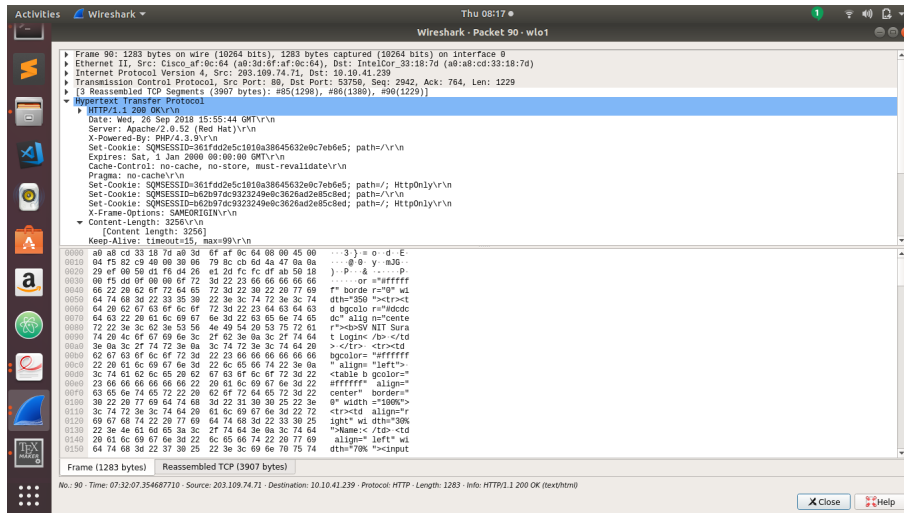 Activities
Wireshark
Thu 08:17
1
Wireshark · Packet 90 · wlo1
Frame 90: 1283 bytes on wire (10264 bits), 1283 bytes captured (10264 bits) on interface 0
Ethernet II, Src: Cisco_af:0c:64 (a0:3d:6f:af:0c:64), Dst: IntelCor_33:18:7d (a0:a8:cd:33:18:7d)
Internet Protocol Version 4, Src: 203.109.74.71, Dst: 10.10.41.239
Transmission Control Protocol, Src Port: 80, Dst Port: 53750, Seq: 2942, Ack: 764, Len: 1229
[3 Reassembled TCP Segments (3907 bytes): #85(1298), #86(1380), #90(1229)]
Hypertext Transfer Protocol
HTTP/1.1 200 OK\r\n
Date: Wed, 26 Sep 2018 15:55:44 GMT\r\n
Server: Apache/2.0.52 (Red Hat)\r\n
X-Powered-By: PHP/4.3.9\r\n
Set-Cookie: SQMSESSID=361fdd2e5c1010a38645632e0c7eb6e5; path=/\r\n
Expires: Sat, 1 Jan 2000 00:00:00 GMT\r\n
Cache-Control: no-cache, no-store, must-revalidate\r\n
Pragma: no-cache\r\n
Set-Cookie: SQMSESSID=361fdd2e5c1010a38645632e0c7eb6e5; path=/; HttpOnly\r\n
Set-Cookie: SQMSESSID=b62b97dc9323249e0c3626ad2e85c8ed; path=/\r\n
Set-Cookie: SQMSESSID=b62b97dc9323249e0c3626ad2e85c8ed; path=/; HttpOnly\r\n
X-Frame-Options: SAMEORIGIN\r\n
Content-Length: 3256\r\n
[Content length: 3256]
Keep-Alive: timeout=15, max=99\r\n
0000 a0 a8 cd 33 18 7d a0 3d 6f af 0c 64 08 00 45 00 ···3·}·= o··d··E·
0010 04 f5 82 c9 40 00 30 06 79 8c cb 6d 4a 47 0a 0a ····@·0· y··mJG··
0020 29 ef 00 50 d1 f6 d4 26 e1 2d fc fc df ab 50 18 )··P···& ·-····P·
0030 00 f5 dd 0f 00 00 6f 72 3d 22 23 66 66 66 66 66 ······or ="#fffff
0040 66 22 20 62 6f 72 64 65 72 3d 22 30 22 20 77 69 f" borde r="0" wi
0050 64 74 68 3d 22 33 35 30 22 3e 3c 74 72 3e 3c 74 dth="350 "><tr><t
0060 64 20 62 67 63 6f 6c 6f 72 3d 22 23 64 63 64 63 d bgcolo r="#dcdc
0070 64 63 22 20 61 6c 69 67 6e 3d 22 63 65 6e 74 65 dc" alig n="cente
0080 72 22 3e 3c 62 3e 53 56 4e 49 54 20 53 75 72 61 r"><b>SV NIT Sura
0090 74 20 4c 6f 67 69 6e 3c 2f 62 3e 0a 3c 2f 74 64 t Login< /b>·</td
00a0 3e 0a 3c 2f 74 72 3e 0a 3c 74 72 3e 3c 74 64 20 >·</tr>· <tr><td
00b0 62 67 63 6f 6c 6f 72 3d 22 23 66 66 66 66 66 66 bgcolor= "#ffffff
00c0 22 20 61 6c 69 67 6e 3d 22 6c 65 66 74 22 3e 0a " align= "left">·
00d0 3c 74 61 62 6c 65 20 62 67 63 6f 6c 6f 72 3d 22 <table b gcolor="
00e0 23 66 66 66 66 66 66 22 20 61 6c 69 67 6e 3d 22 #ffffff" align="
00f0 63 65 6e 74 65 72 22 20 62 6f 72 64 65 72 3d 22 center" border="
0100 30 22 20 77 69 64 74 68 3d 22 31 30 30 25 22 3e 0" width ="100%">
0110 3c 74 72 3e 3c 74 64 20 61 6c 69 67 6e 3d 22 72 <tr><td align="r
0120 69 67 68 74 22 20 77 69 64 74 68 3d 22 33 30 25 ight" wi dth="30%
0130 22 3e 4e 61 6d 65 3a 3c 2f 74 64 3e 0a 3c 74 64 ">Name:< /td>·<td
0140 20 61 6c 69 67 6e 3d 22 6c 65 66 74 22 20 77 69 align=" left" wi
0150 64 74 68 3d 22 37 30 25 22 3e 3c 69 6e 70 75 74 dth="70% "><input
Frame (1283 bytes)
Reassembled TCP (3907 bytes)
No.: 90 · Time: 07:32:07.354687710 · Source: 203.109.74.71 · Destination: 10.10.41.239 · Protocol: HTTP · Length: 1283 · Info: HTTP/1.1 200 OK (text/html)
Close
Help